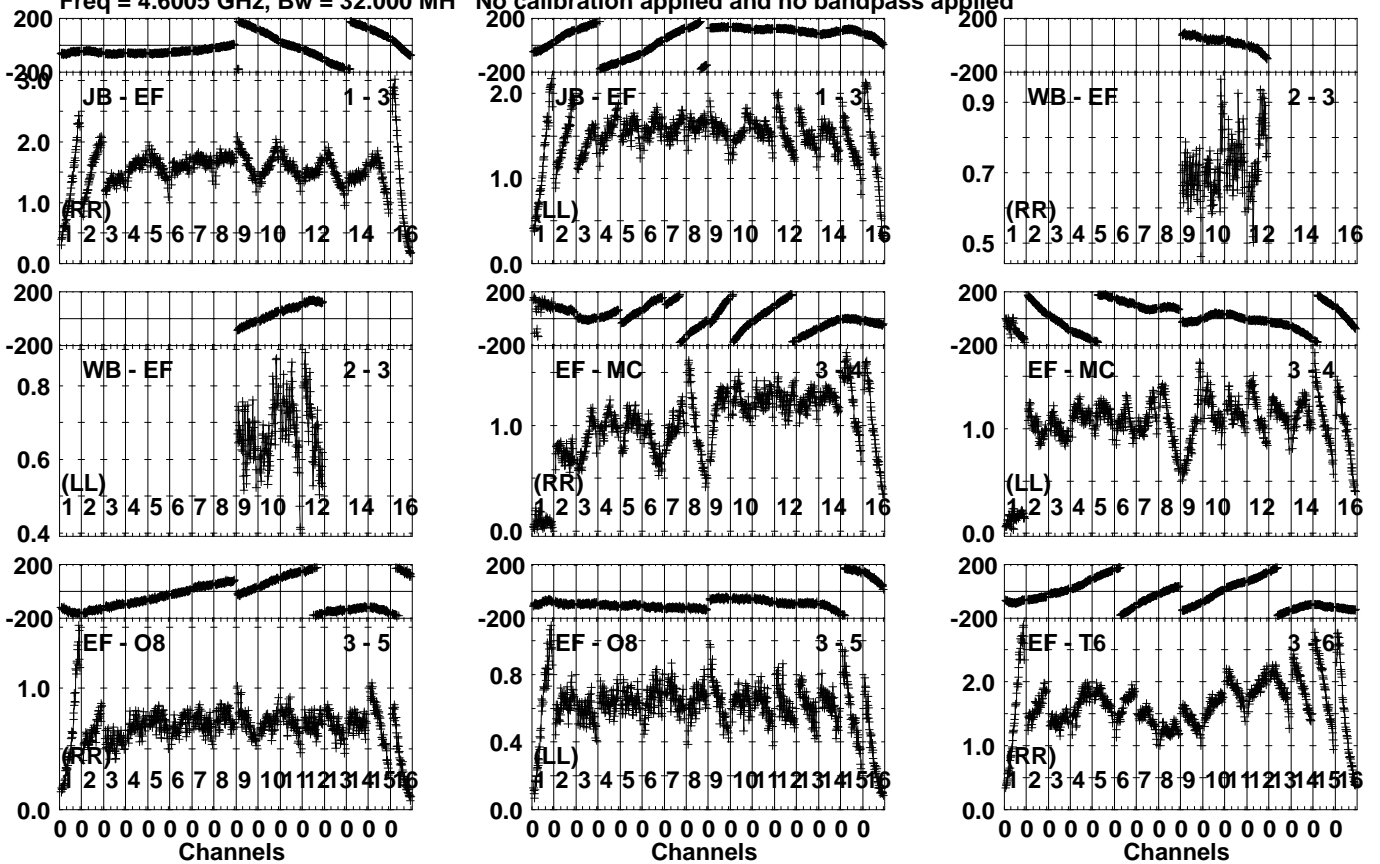 Freq = 4.6005 GHz, Bw = 32.000 MH No calibration applied and no bandpass applied
200
-200
3.0
2.0
1.0
0.0
JB - EF 1 - 3
(RR)
1 2 3 4 5 6 7 8 9 10 12 14 16
200
-200
2.0
1.0
JB - EF 1 - 3
(LL)
1 2 3 4 5 6 7 8 9 10 12 14 16
200
-200
0.9
0.7
0.5
WB - EF 2 - 3
(RR)
1 2 3 4 5 6 7 8 9 10 12 14 16
200
-200
0.8
0.6
0.4
WB - EF 2 - 3
(LL)
1 2 3 4 5 6 7 8 9 10 12 14 16
200
-200
1.0
0.0
EF - MC 3 - 4
(RR)
1 2 3 4 5 6 7 8 9 10 12 14 16
200
-200
1.0
0.0
EF - MC 3 - 4
(LL)
2 3 4 5 6 7 8 9 10 12 14 16
200
-200
1.0
0.0
EF - O8 3 - 5
(RR)
1 2 3 4 5 6 7 8 9 10 11 12 13 14 15 16
0 0 0 0 0 0 0 0 0 0 0 0 0 0 0 0
Channels
200
-200
0.8
0.4
EF - O8 3 - 5
(LL)
1 2 3 4 5 6 7 8 9 10 11 12 13 14 15 16
0 0 0 0 0 0 0 0 0 0 0 0 0 0 0 0
Channels
200
-200
2.0
1.0
0.0
EF - T6 3 - 6
(RR)
1 2 3 4 5 6 7 8 9 10 11 12 13 14 15 16
0 0 0 0 0 0 0 0 0 0 0 0 0 0 0 0
Channels